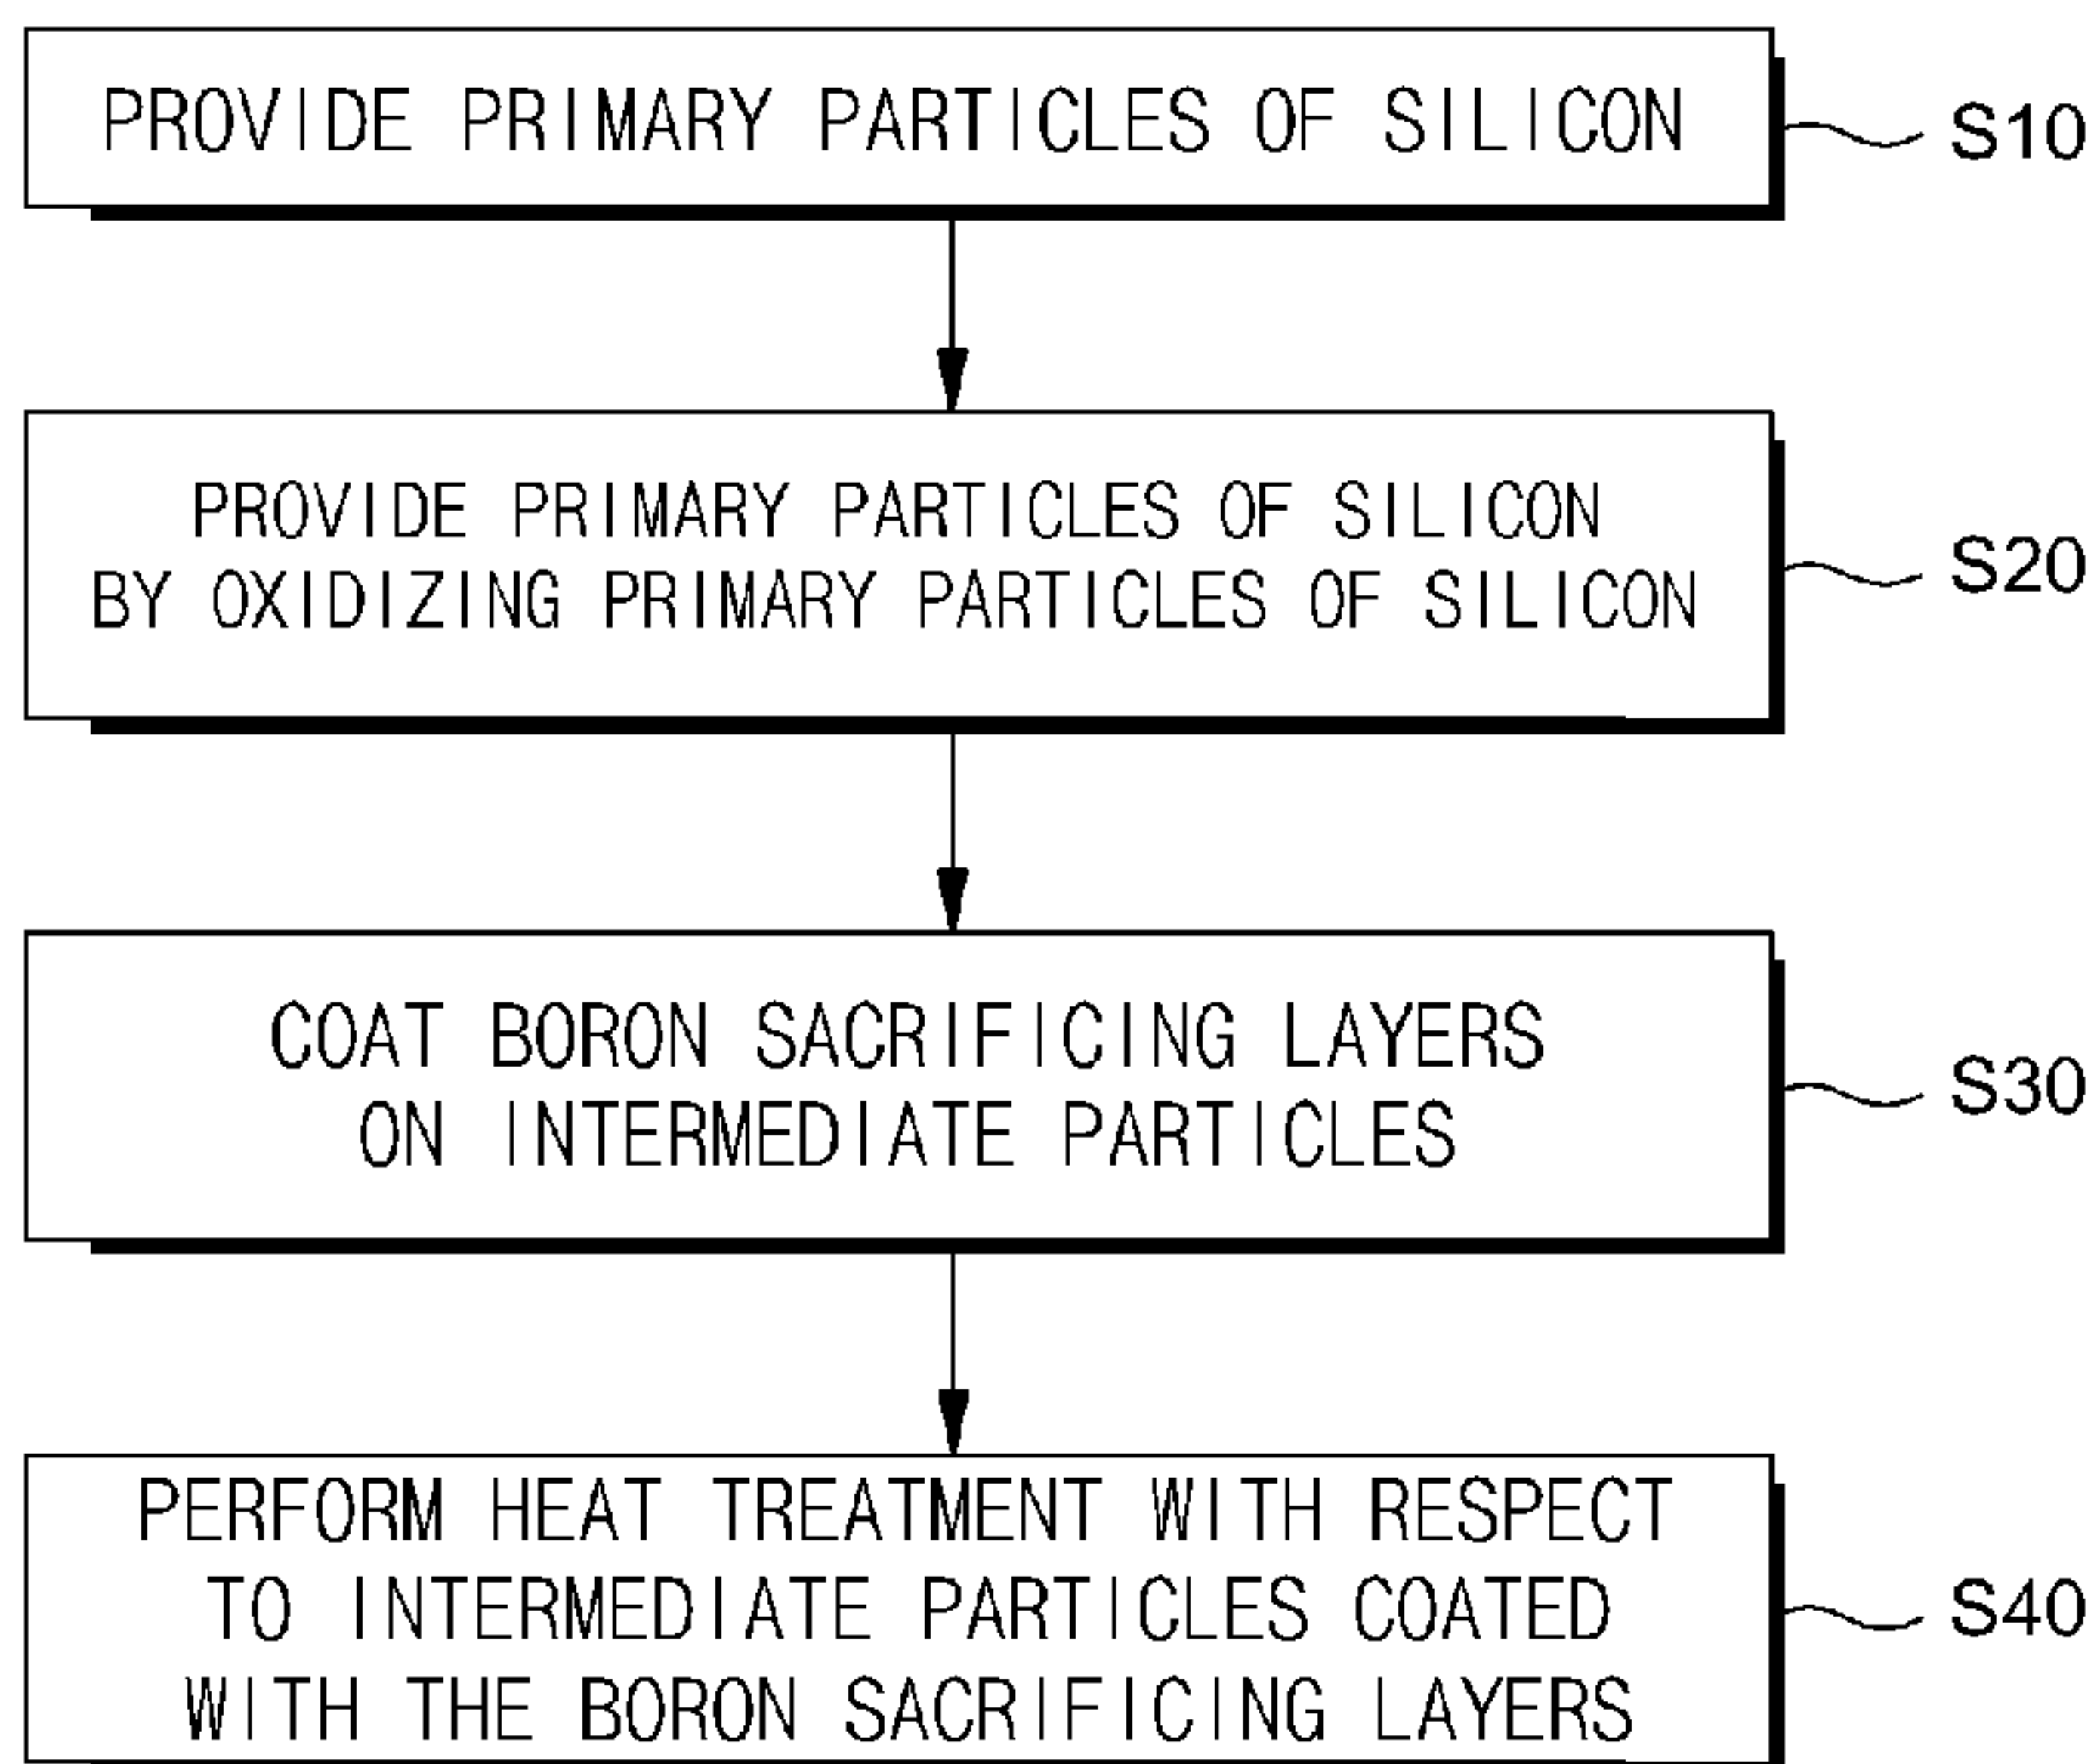 PROVIDE PRIMARY PARTICLES OF SILICON
S10
PROVIDE PRIMARY PARTICLES OF SILICON
BY OXIDIZING PRIMARY PARTICLES OF SILICON
S20
COAT BORON SACRIFICING LAYERS
ON INTERMEDIATE PARTICLES
S30
PERFORM HEAT TREATMENT WITH RESPECT
TO INTERMEDIATE PARTICLES COATED
WITH THE BORON SACRIFICING LAYERS
S40